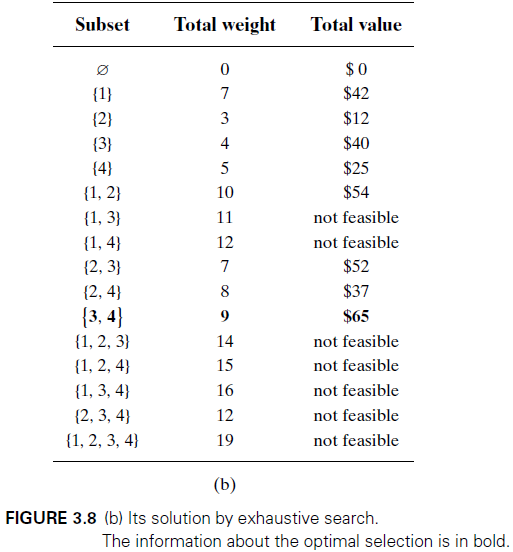 Subset Total weight Total value
∅ 0 $ 0
{1} 7 $42
{2} 3 $12
{3} 4 $40
{4} 5 $25
{1, 2} 10 $54
{1, 3} 11 not feasible
{1, 4} 12 not feasible
{2, 3} 7 $52
{2, 4} 8 $37
{3, 4} 9 $65
{1, 2, 3} 14 not feasible
{1, 2, 4} 15 not feasible
{1, 3, 4} 16 not feasible
{2, 3, 4} 12 not feasible
{1, 2, 3, 4} 19 not feasible
(b)
FIGURE 3.8 (b) Its solution by exhaustive search.
The information about the optimal selection is in bold.